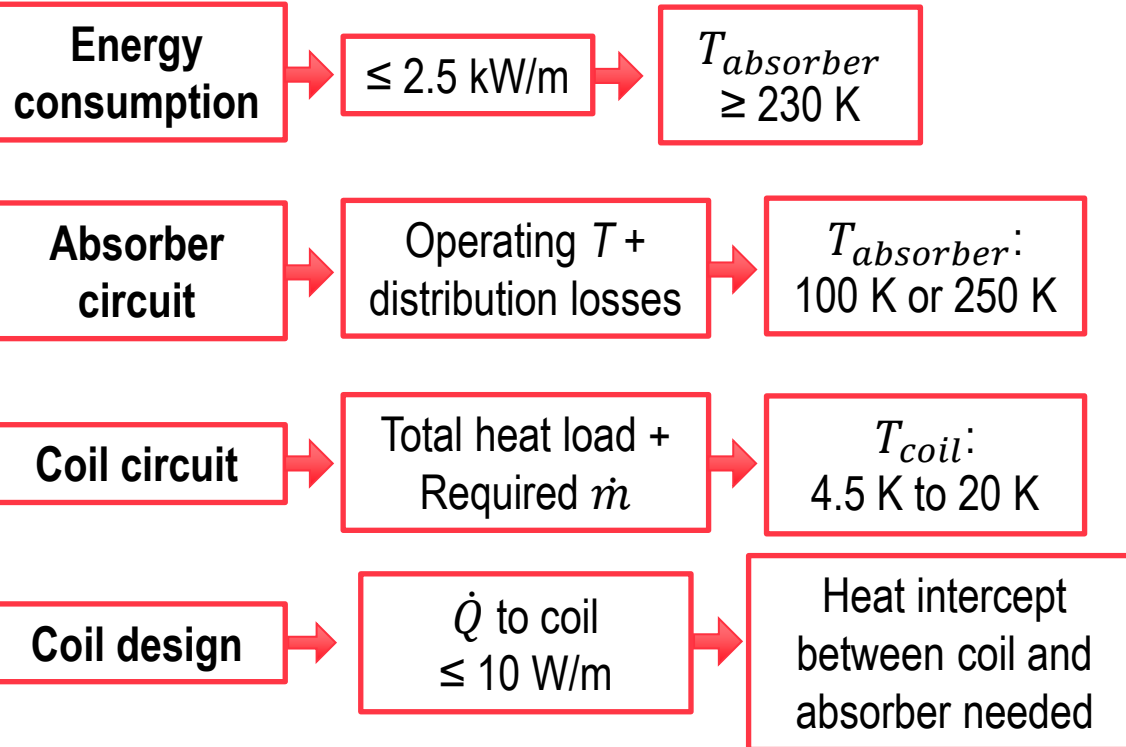 Energy
consumption
≤ 2.5 kW/m
T_absorber
≥ 230 K
Absorber
circuit
Operating T +
distribution losses
T_absorber:
100 K or 250 K
Coil circuit
Total heat load +
Required ṁ
T_coil:
4.5 K to 20 K
Coil design
Q̇ to coil
≤ 10 W/m
Heat intercept
between coil and
absorber needed